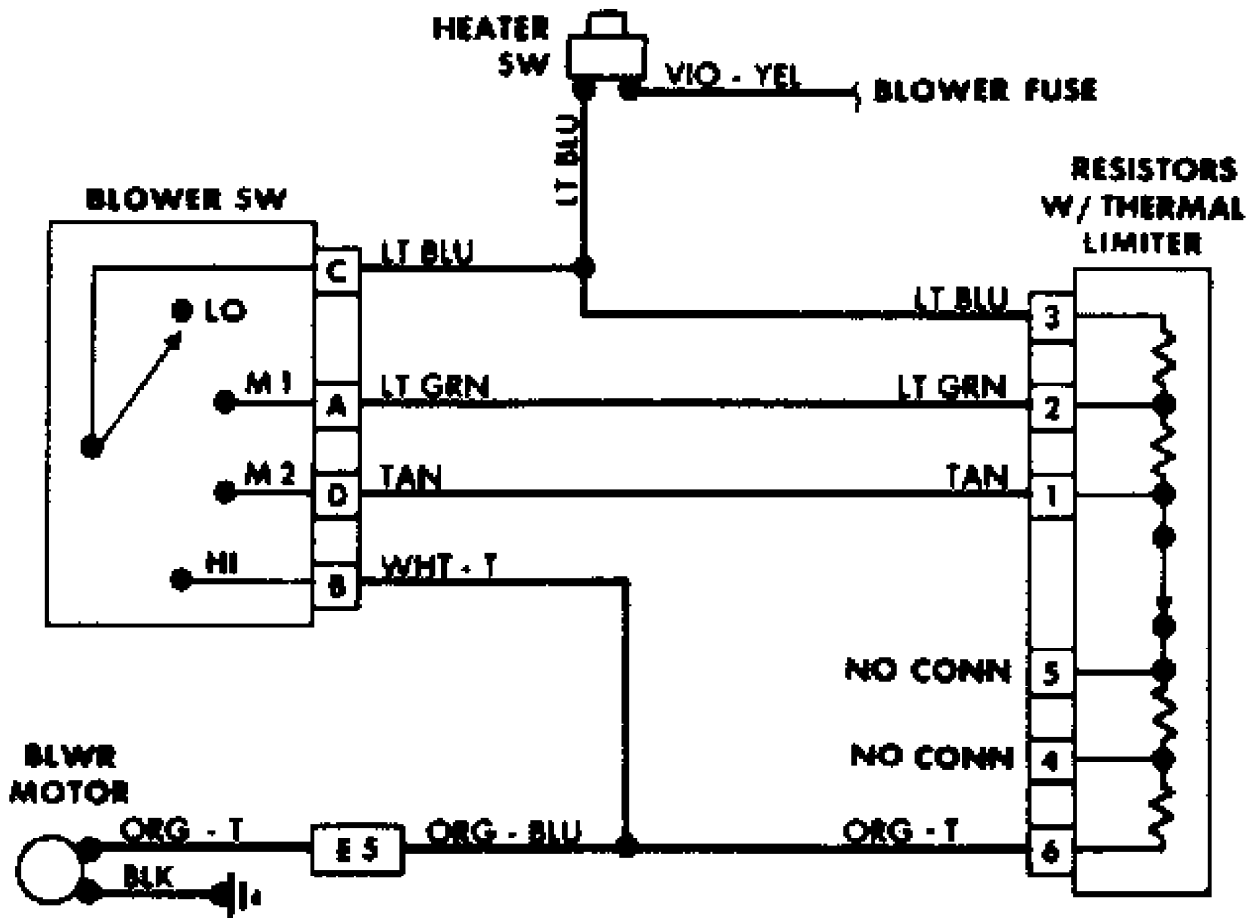 HEATER
SW
VIO - YEL
BLOWER FUSE
LT BLU
RESISTORS
W/ THERMAL
LIMITER
BLOWER SW
C
LT BLU
LO
LT BLU
3
M 1
A
LT GRN
LT GRN
2
M 2
D
TAN
TAN
1
HI
B
WHT - T
NO CONN
5
BLWR
MOTOR
NO CONN
4
ORG - T
E 5
ORG - BLU
ORG - T
6
BLK